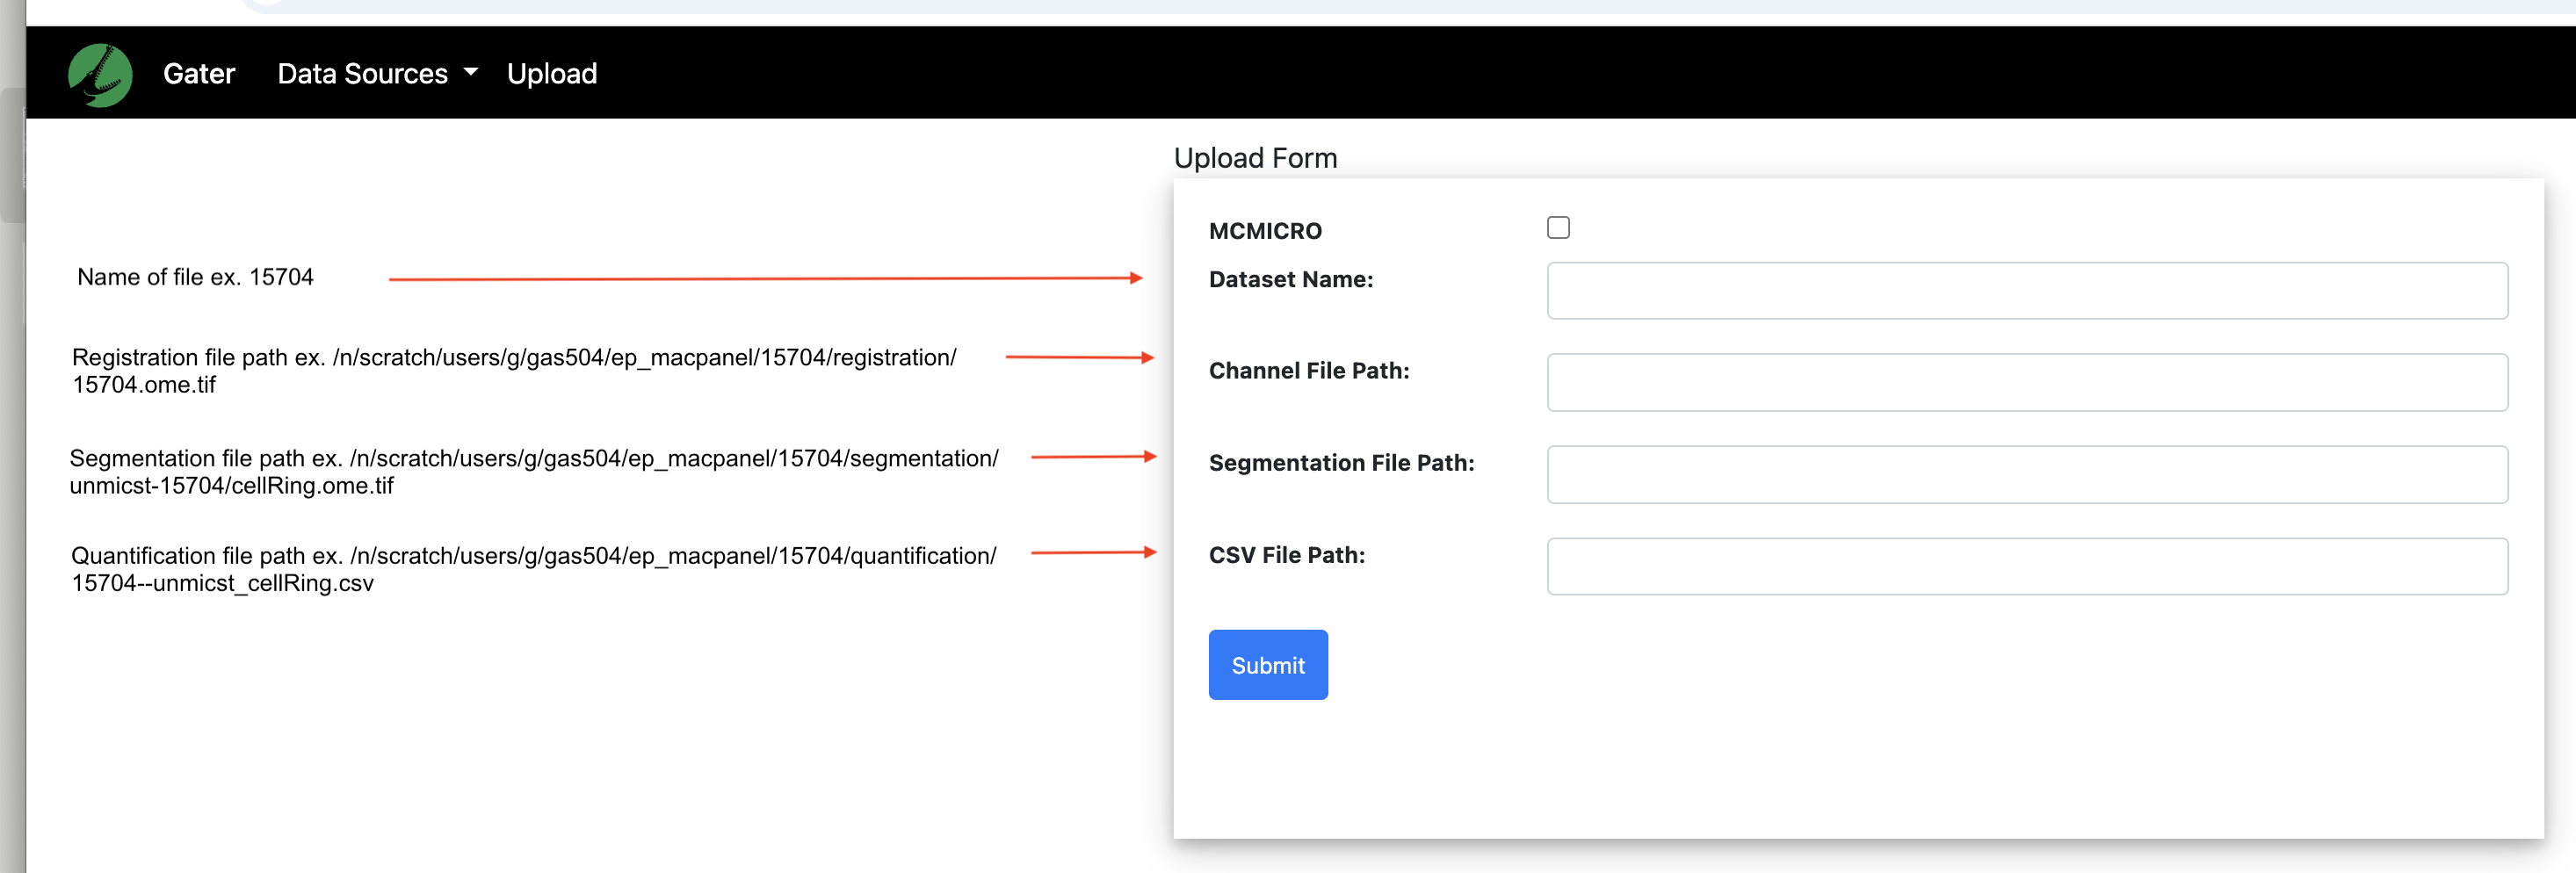 Gater Data Sources Upload
Upload Form
MCMICRO
Name of file ex. 15704
Dataset Name:
Registration file path ex. /n/scratch/users/g/gas504/ep_macpanel/15704/registration/
15704.ome.tif
Channel File Path:
Segmentation file path ex. /n/scratch/users/g/gas504/ep_macpanel/15704/segmentation/
unmicst-15704/cellRing.ome.tif
Segmentation File Path:
Quantification file path ex. /n/scratch/users/g/gas504/ep_macpanel/15704/quantification/
15704--unmicst_cellRing.csv
CSV File Path:
Submit